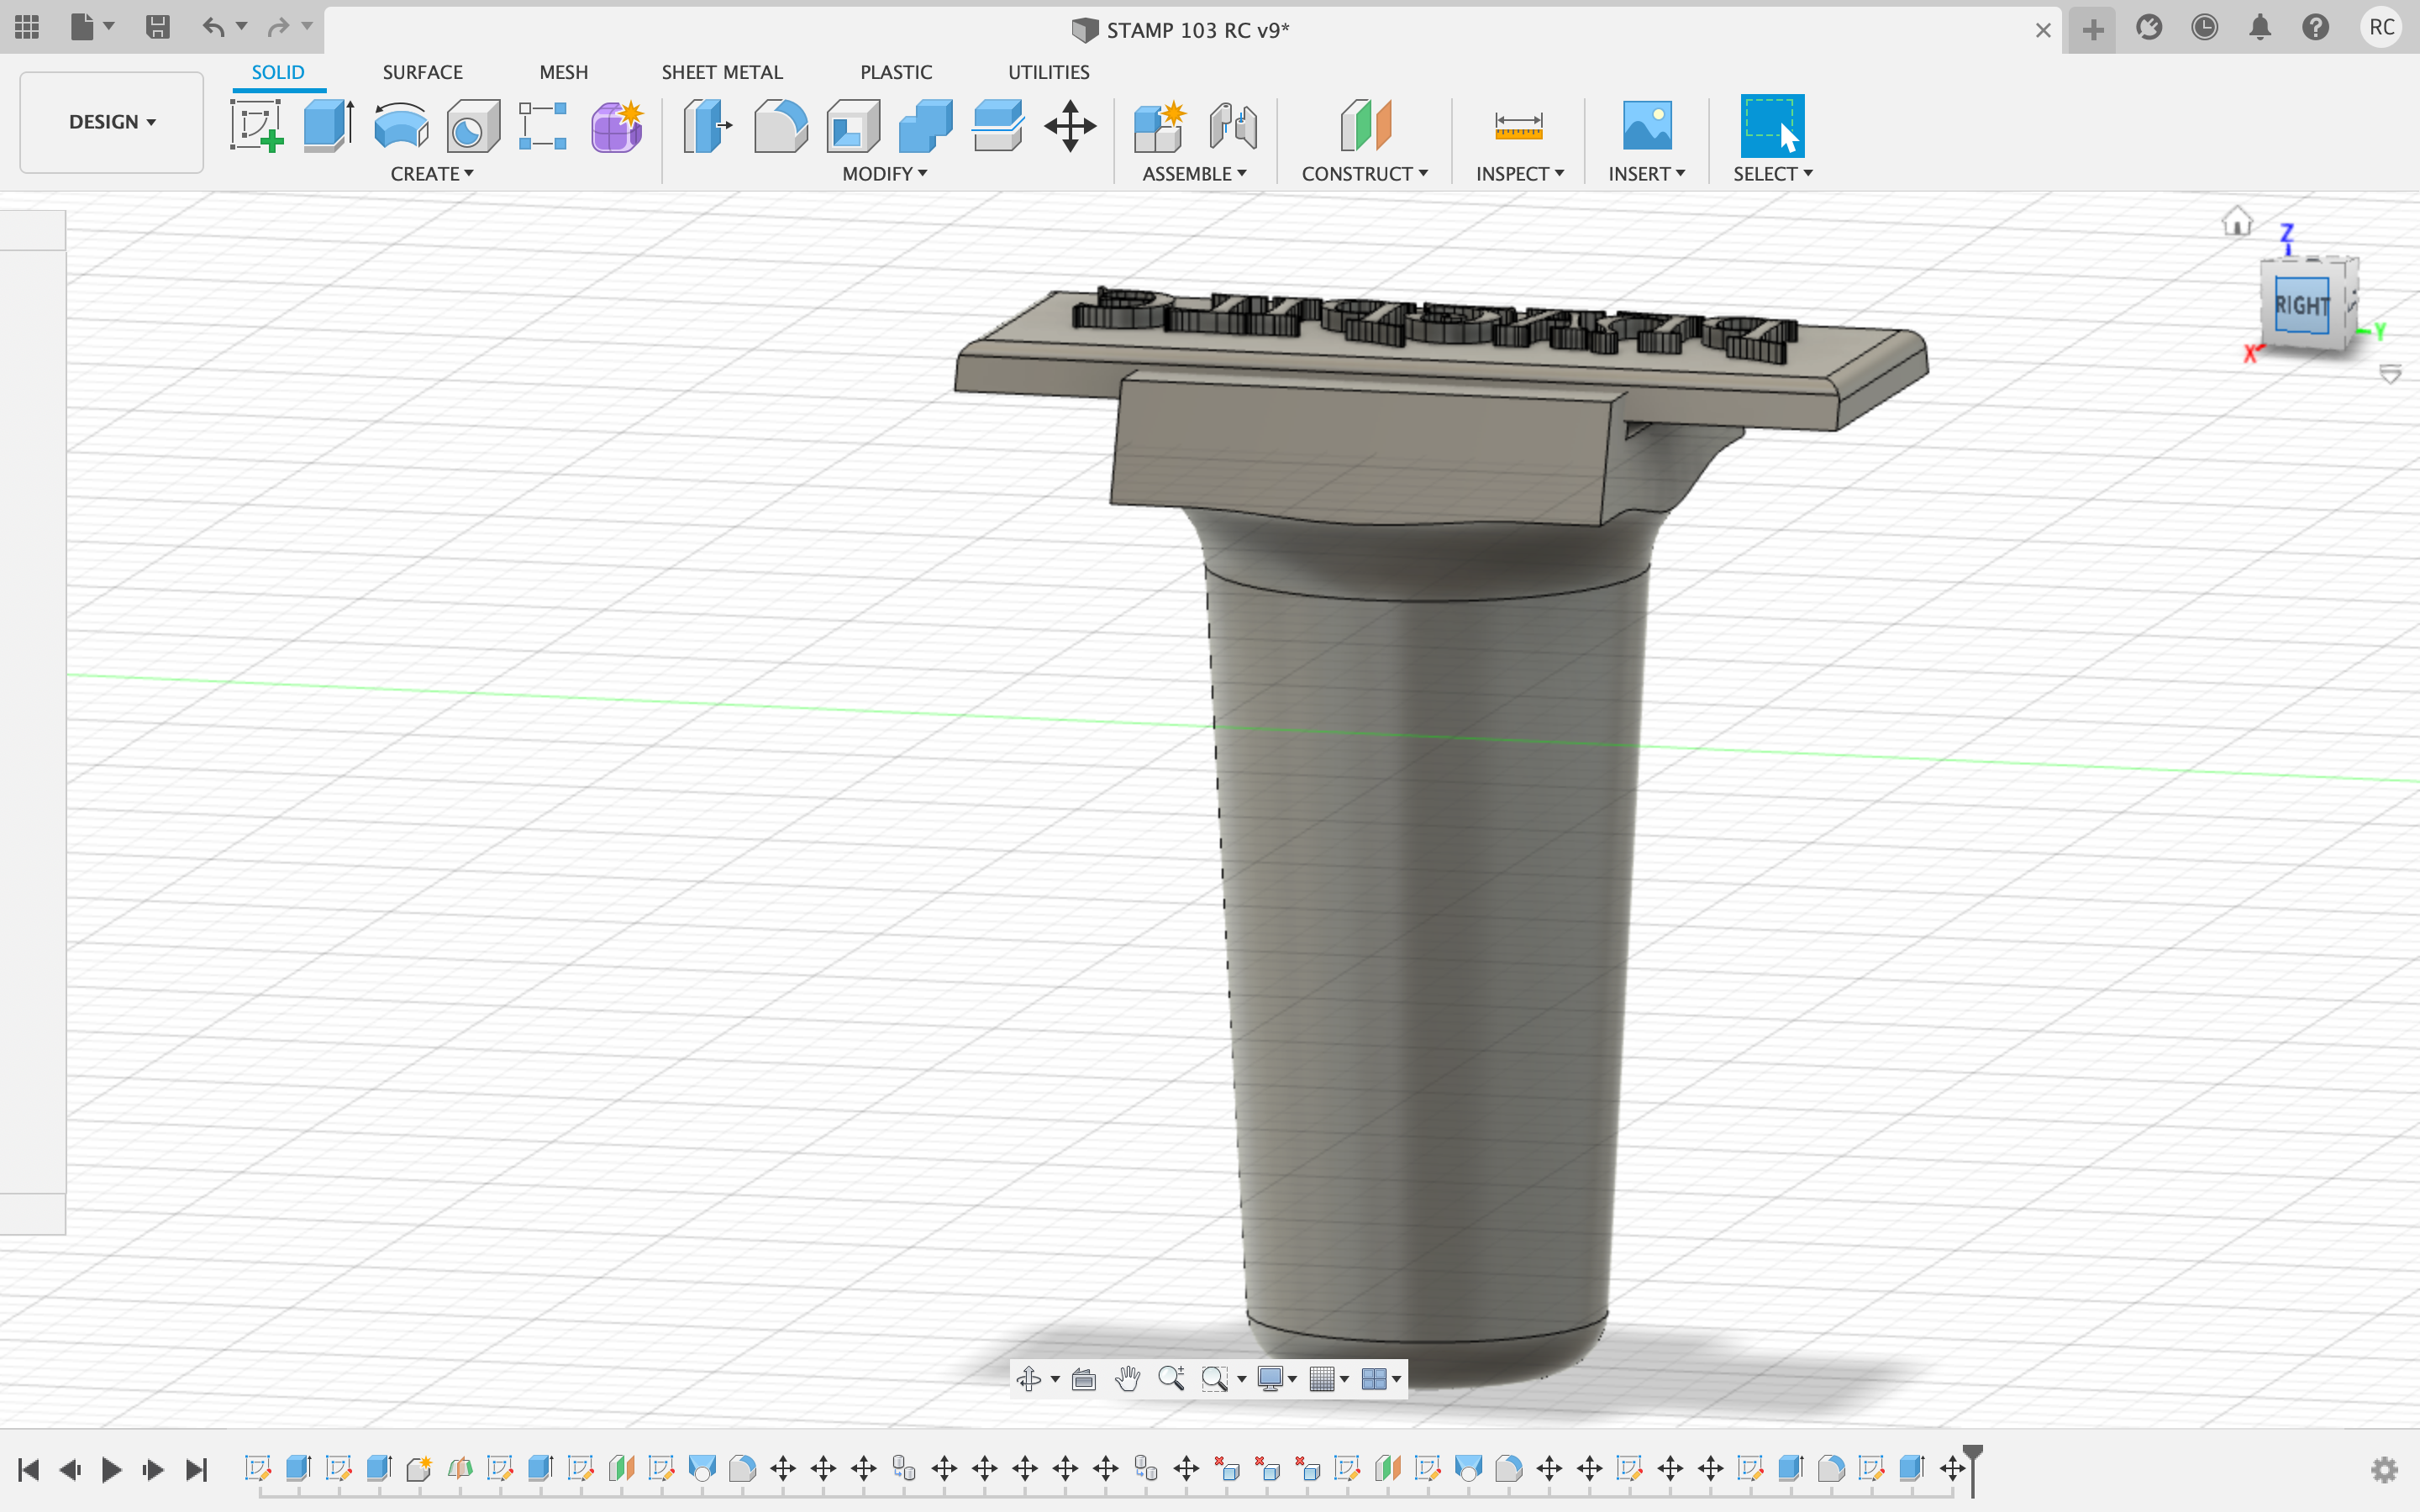 STAMP 103 RC v9*
RC
SOLID SURFACE MESH SHEET METAL PLASTIC UTILITIES
DESIGN
CREATE MODIFY ASSEMBLE CONSTRUCT INSPECT INSERT SELECT
Z
RIGHT
Y
X